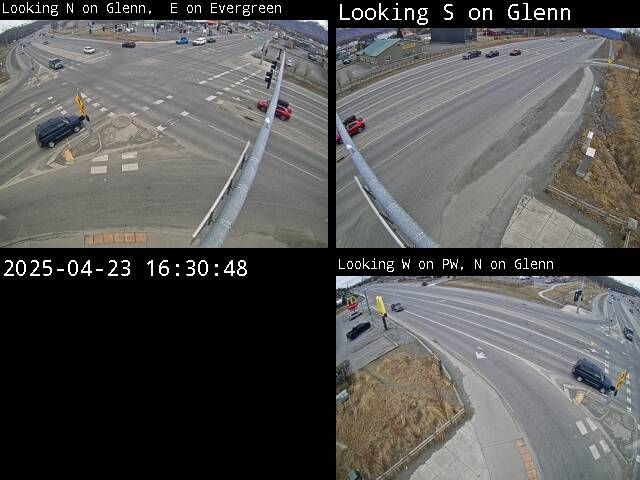 Looking N on Glenn,  E on Evergreen
Looking S on Glenn
2025-04-23 16:30:48
Looking W on PW, N on Glenn